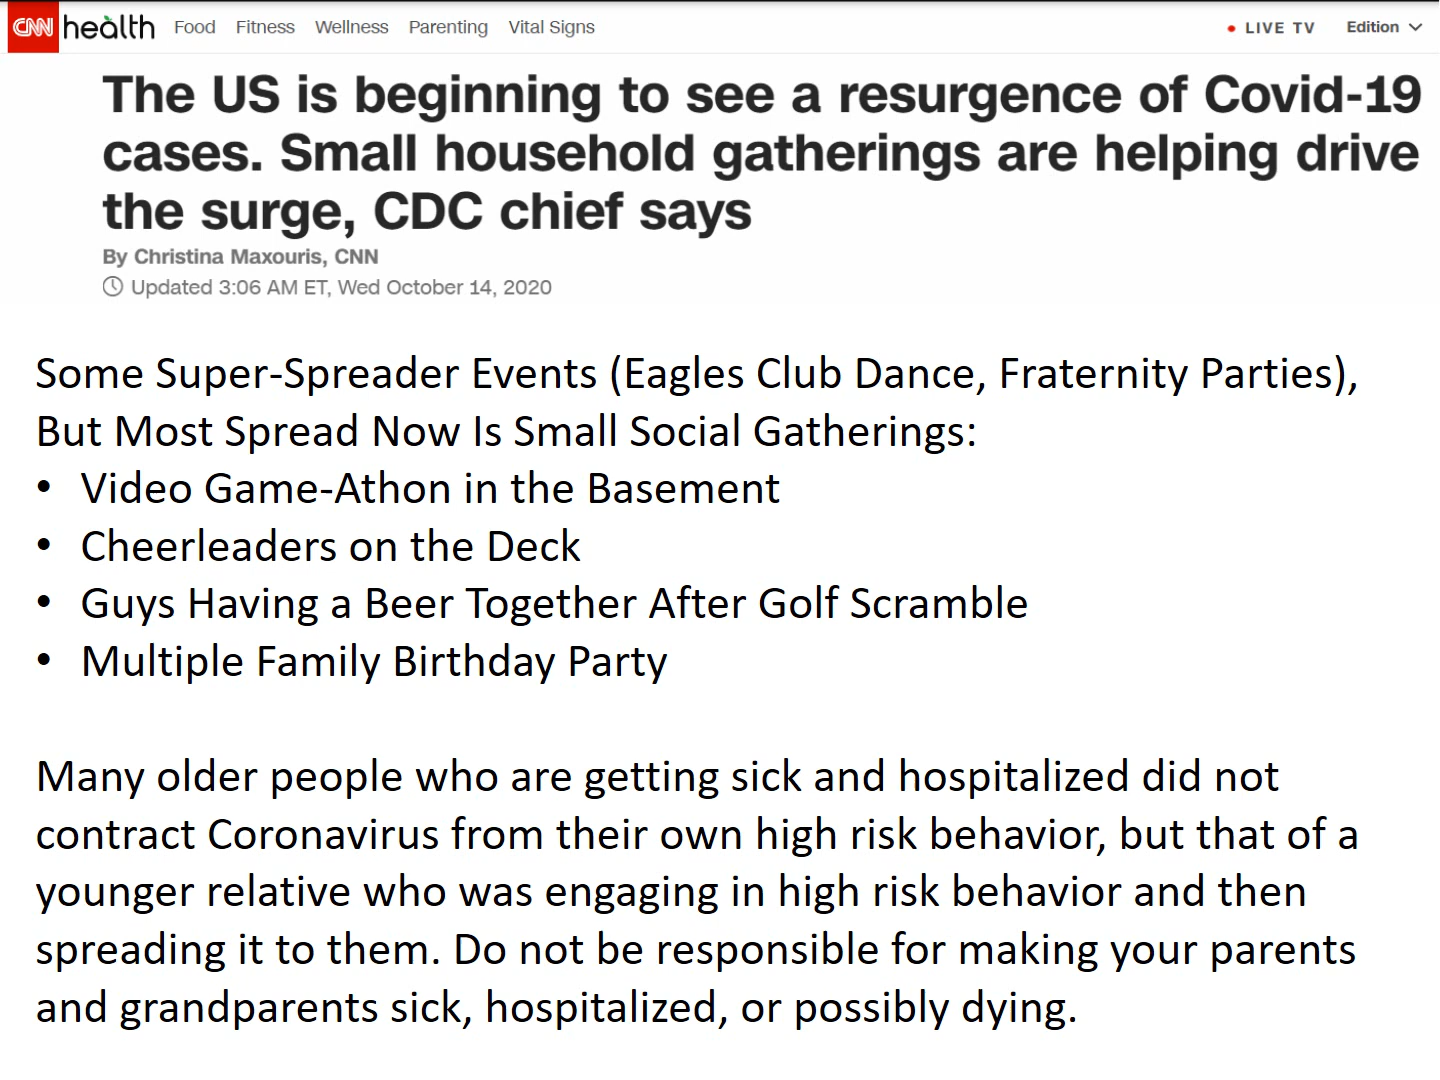 CNN health Food Fitness Wellness Parenting Vital Signs LIVE TV Edition
The US is beginning to see a resurgence of Covid-19
cases. Small household gatherings are helping drive
the surge, CDC chief says
By Christina Maxouris, CNN
Updated 3:06 AM ET, Wed October 14, 2020
Some Super-Spreader Events (Eagles Club Dance, Fraternity Parties),
But Most Spread Now Is Small Social Gatherings:
• Video Game-Athon in the Basement
• Cheerleaders on the Deck
• Guys Having a Beer Together After Golf Scramble
• Multiple Family Birthday Party
Many older people who are getting sick and hospitalized did not
contract Coronavirus from their own high risk behavior, but that of a
younger relative who was engaging in high risk behavior and then
spreading it to them. Do not be responsible for making your parents
and grandparents sick, hospitalized, or possibly dying.